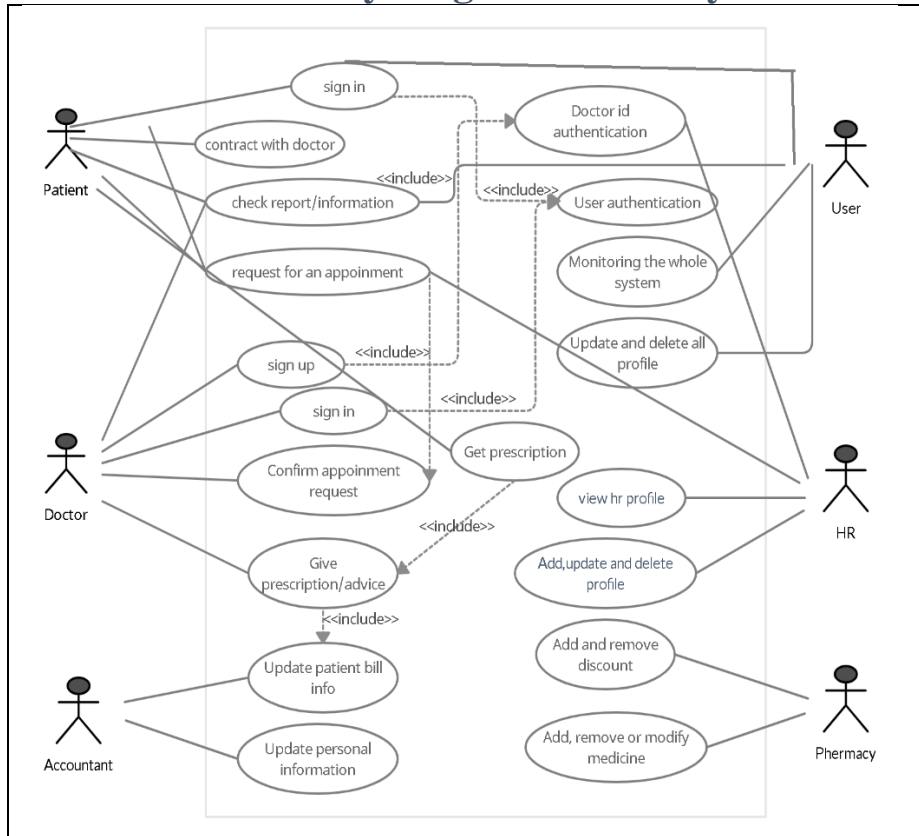 sign in
Doctor id
authentication
contract with doctor
Patient
<<include>>
<<include>>
User
check report/information
User authentication
request for an appoinment
Monitoring the whole
system
<<include>>
sign up
Update and delete all
profile
<<include>>
sign in
Get prescription
Confirm appoinment
request
Doctor
view hr profile
<<include>>
HR
Give
prescription/advice
Add,update and delete
profile
<<include>>
Add and remove
discount
Update patient bill
info
Accountant
Update personal
information
Add, remove or modify
medicine
Phermacy